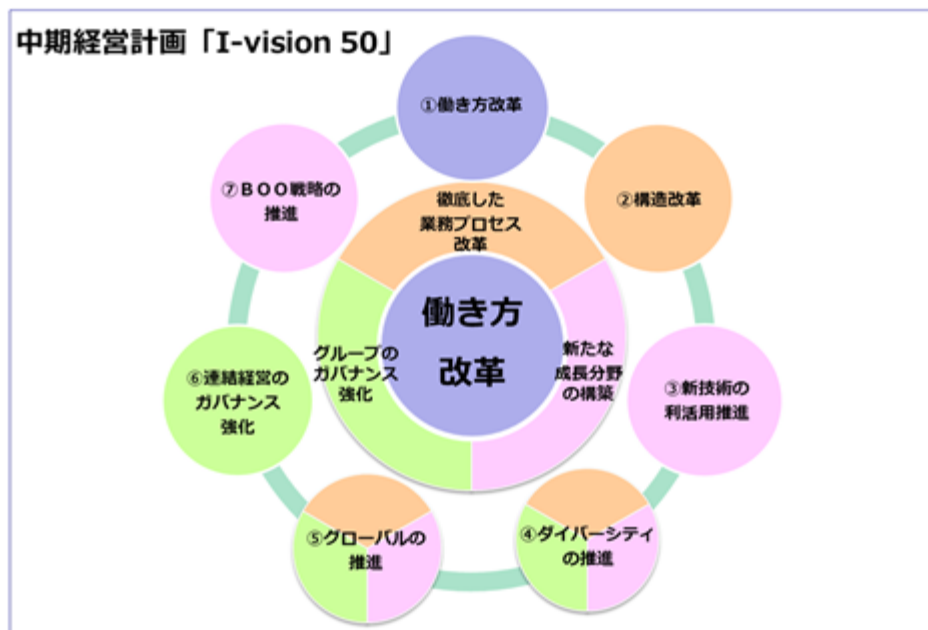 中期経営計画「I-vision 50」
①働き方改革
②構造改革
③新技術の
利活用推進
④ダイバーシティ
の推進
⑤グローバルの
推進
⑥連結経営の
ガバナンス
強化
⑦ＢＯＯ戦略の
推進
徹底した
業務プロセス
改革
新たな
成長分野
の構築
グループの
ガバナンス
強化
働き方
改革